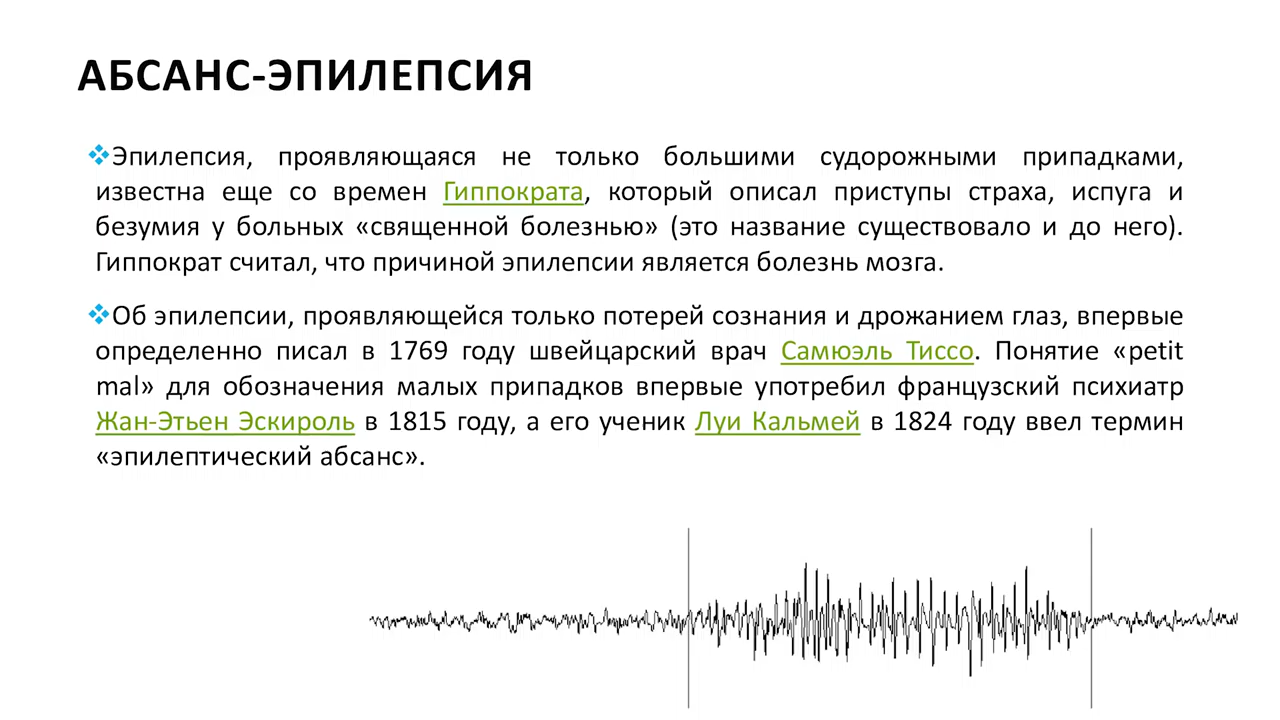 АБСАНС-ЭПИЛЕПСИЯ
Эпилепсия, проявляющаяся не только большими судорожными припадками,
известна еще со времен Гиппократа, который описал приступы страха, испуга и
безумия у больных «священной болезнью» (это название существовало и до него).
Гиппократ считал, что причиной эпилепсии является болезнь мозга.
Об эпилепсии, проявляющейся только потерей сознания и дрожанием глаз, впервые
определенно писал в 1769 году швейцарский врач Самюэль Тиссо. Понятие «petit
mal» для обозначения малых припадков впервые употребил французский психиатр
Жан-Этьен Эскироль в 1815 году, а его ученик Луи Кальмей в 1824 году ввел термин
«эпилептический абсанс».